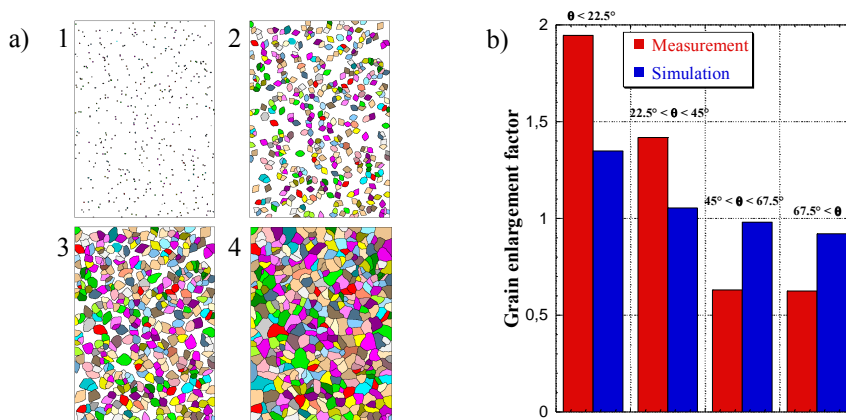 a)
1
2
3
4
b)
Grain enlargement factor
2
1,5
1
0,5
0
θ < 22.5°
Measurement
Simulation
22.5° < θ < 45°
45° < θ < 67.5°
67.5° < θ